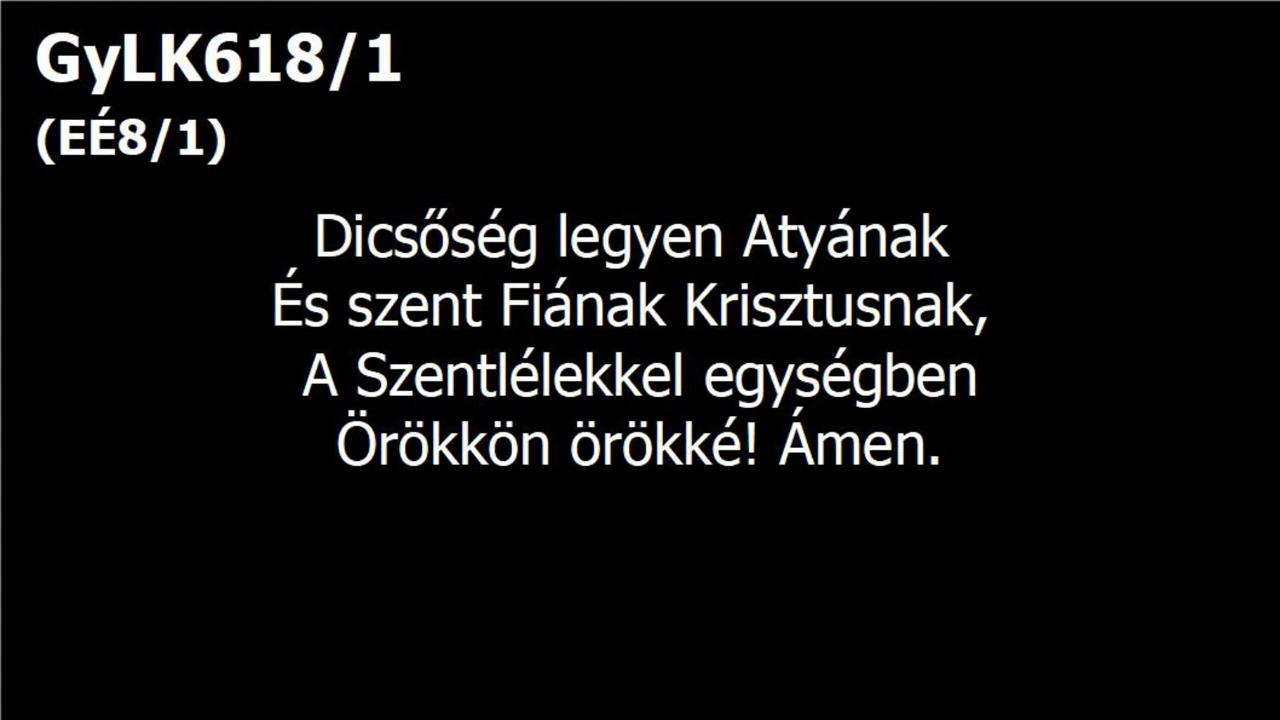 GyLK618/1
(EÉ8/1)
Dicsőség legyen Atyának
És szent Fiának Krisztusnak,
A Szentlélekkel egységben
Örökkön örökké! Ámen.